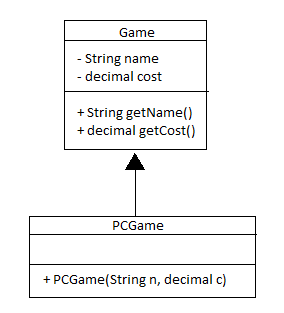 Game
- String name
- decimal cost
+ String getName()
+ decimal getCost()
PCGame
+ PCGame(String n, decimal c)